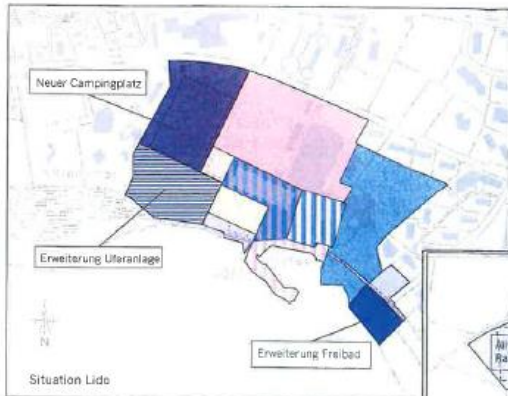 Neuer Campingplatz
Erweiterung Uferanlage
Erweiterung Freibad
N
Situation Lido